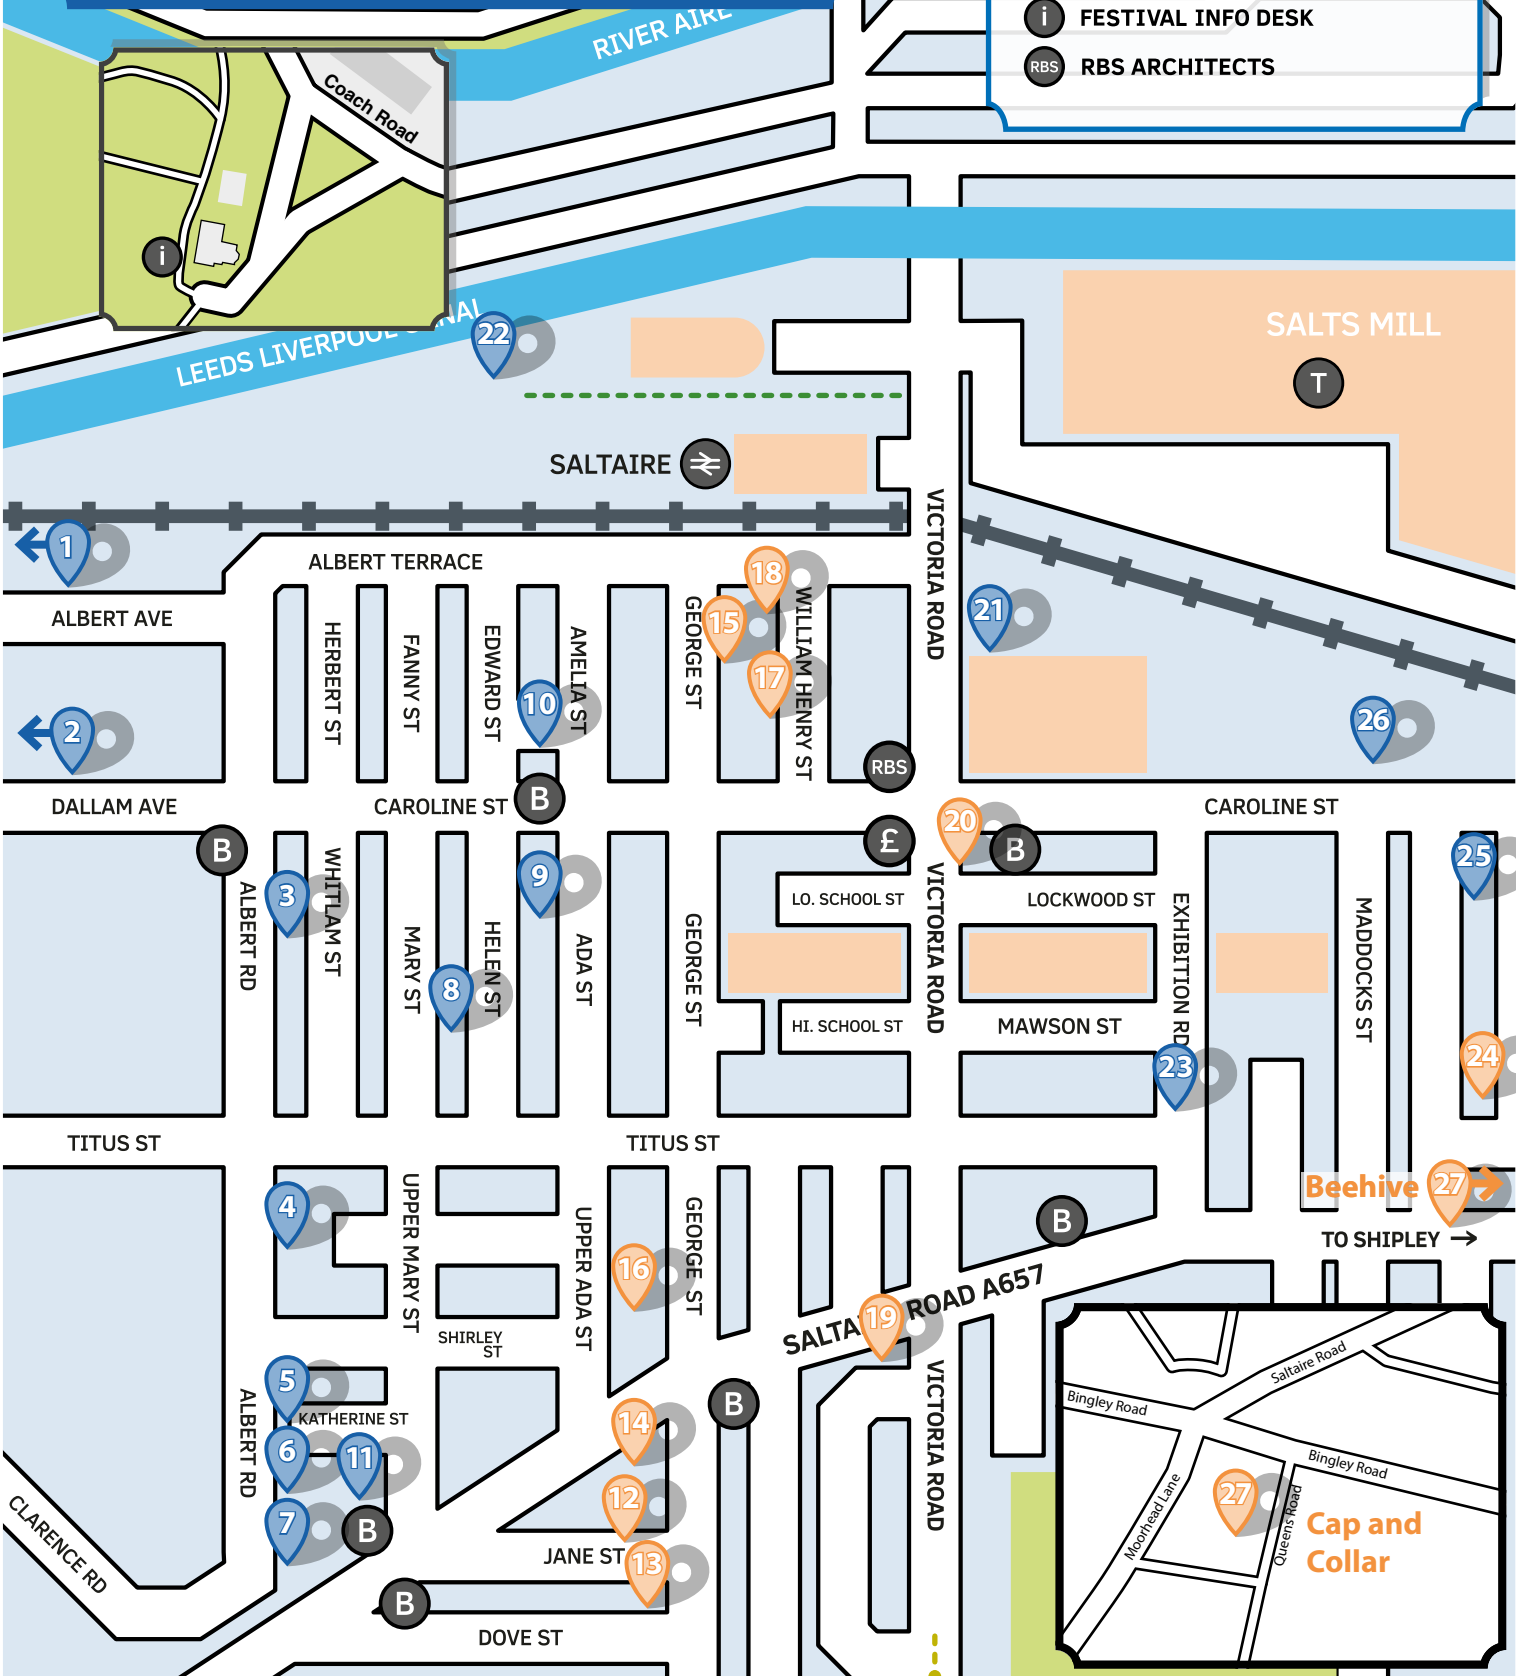 i FESTIVAL INFO DESK
RBS RBS ARCHITECTS
RIVER AIRE
Coach Road
i
LEEDS LIVERPOOL CANAL
22
SALTS MILL
T
SALTAIRE
VICTORIA ROAD
1
ALBERT TERRACE
18
ALBERT AVE
15
21
17
HERBERT ST
FANNY ST
EDWARD ST
AMELIA ST
GEORGE ST
WILLIAM HENRY ST
10
2
26
RBS
DALLAM AVE
CAROLINE ST
B
CAROLINE ST
20
B
£
B
25
3
9
ALBERT RD
WHITLAM ST
MARY ST
HELEN ST
ADA ST
GEORGE ST
LO. SCHOOL ST
VICTORIA ROAD
LOCKWOOD ST
EXHIBITION RD
MADDOCKS ST
8
HI. SCHOOL ST
MAWSON ST
23
24
TITUS ST
TITUS ST
Beehive 27
4
B
UPPER MARY ST
UPPER ADA ST
GEORGE ST
TO SHIPLEY →
16
SALTA
19
ROAD A657
SHIRLEY
ST
5
ALBERT RD
KATHERINE ST
B
VICTORIA ROAD
14
6
11
12
7
B
CLARENCE RD
JANE ST
13
B
DOVE ST
Saltaire Road
Bingley Road
Bingley Road
Moorhead Lane
27
Queens Road
Cap and
Collar